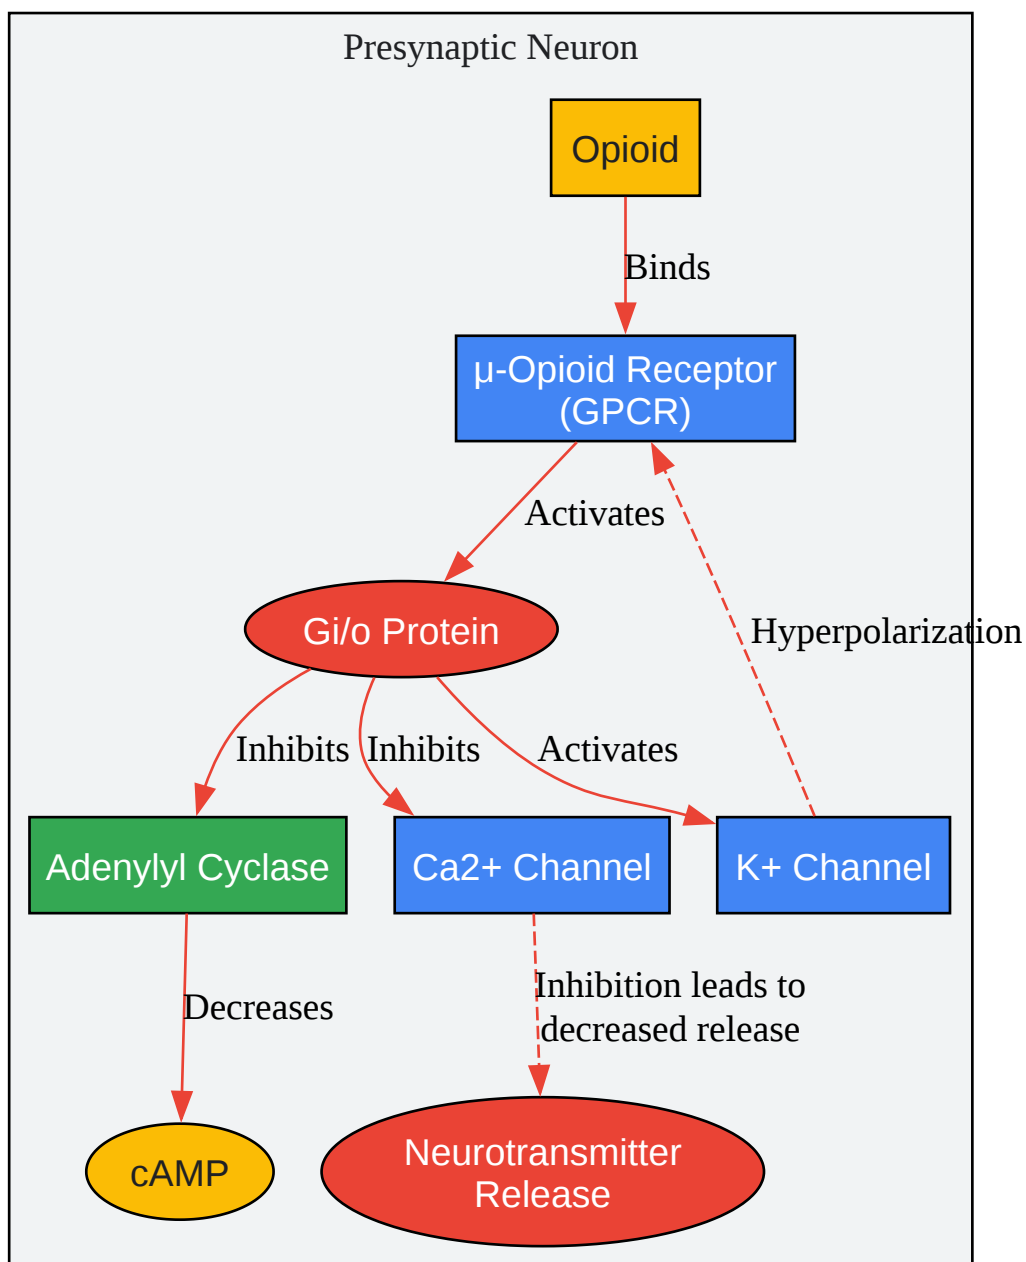 Presynaptic Neuron
Opioid
Binds
μ-Opioid Receptor
(GPCR)
Activates
Gi/o Protein
Hyperpolarization
Inhibits
Inhibits
Activates
Adenylyl Cyclase
Ca2+ Channel
K+ Channel
Decreases
Inhibition leads to
decreased release
cAMP
Neurotransmitter
Release